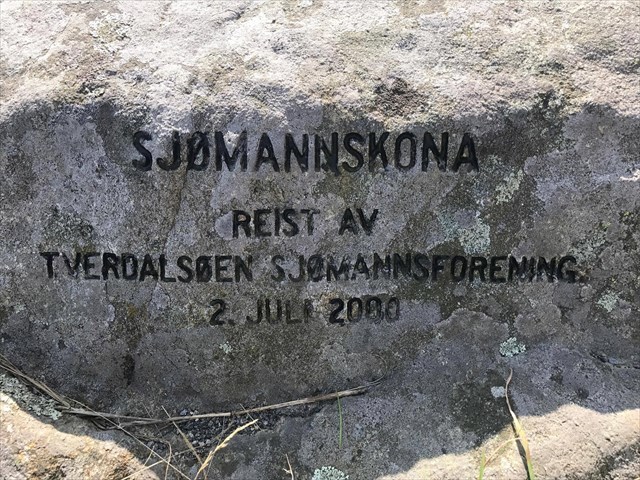 SJØMANNSKONA
REIST AV
TVERDALSØEN SJØMANNSFORENING.
2. JULI 2000